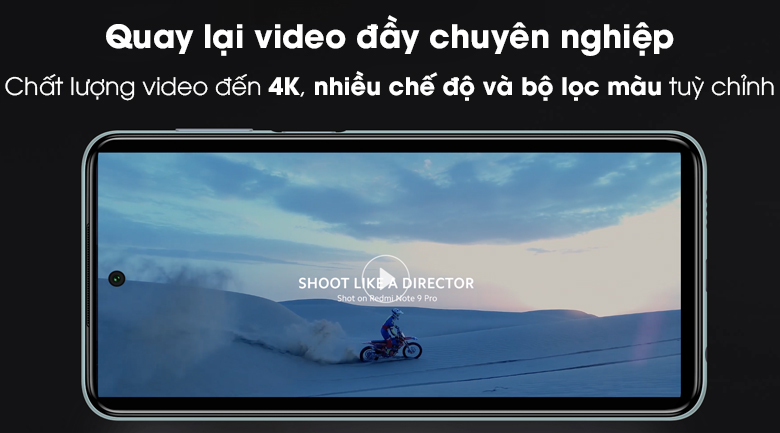 Quay lại video đầy chuyên nghiệp
Chất lượng video đến 4K, nhiều chế độ và bộ lọc màu tuỳ chỉnh
SHOOT LIKE A DIRECTOR
Shot on Redmi Note 9 Pro